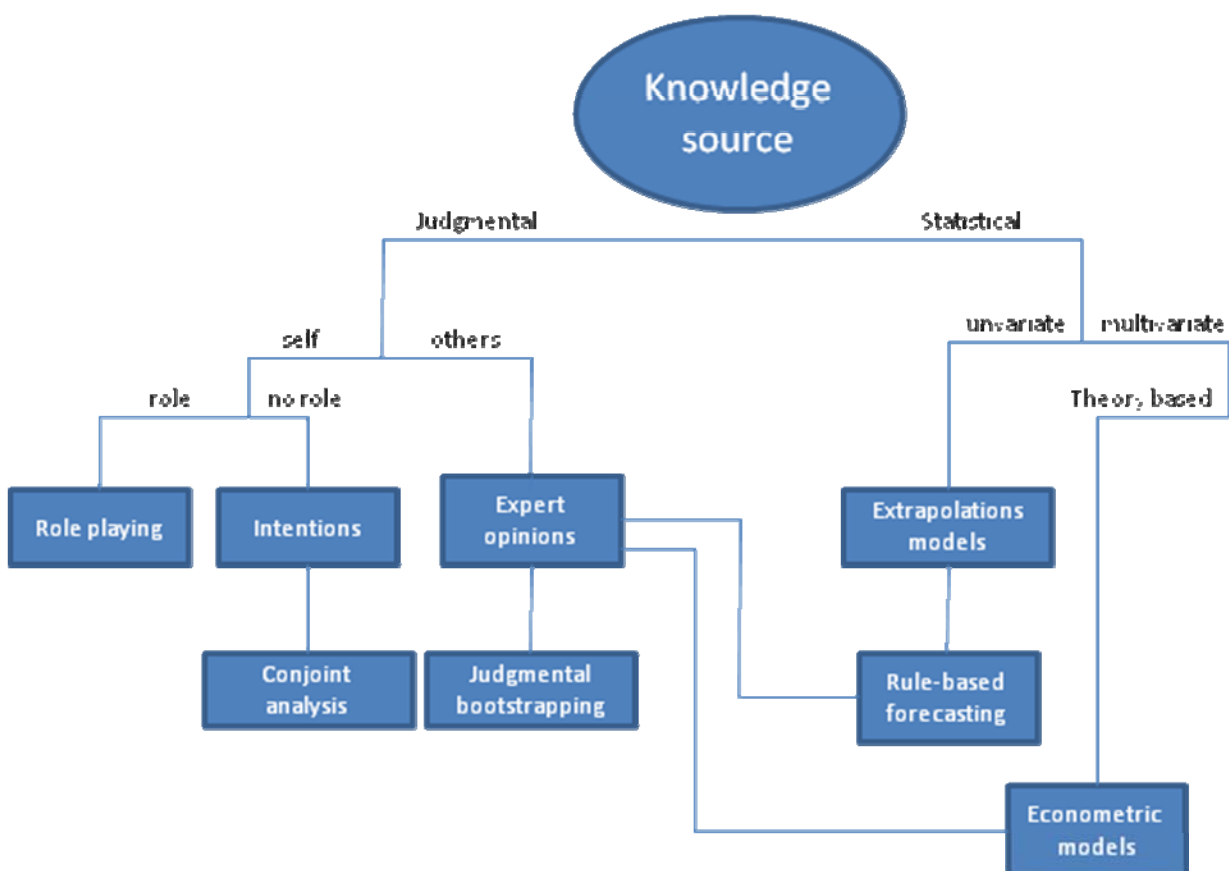 Knowledge
source
Judgmental
Statistical
self
others
unvariate
multivariate
role
no role
Theory based
Role playing
Intentions
Expert
opinions
Extrapolations
models
Conjoint
analysis
Judgmental
bootstrapping
Rule-based
forecasting
Econometric
models